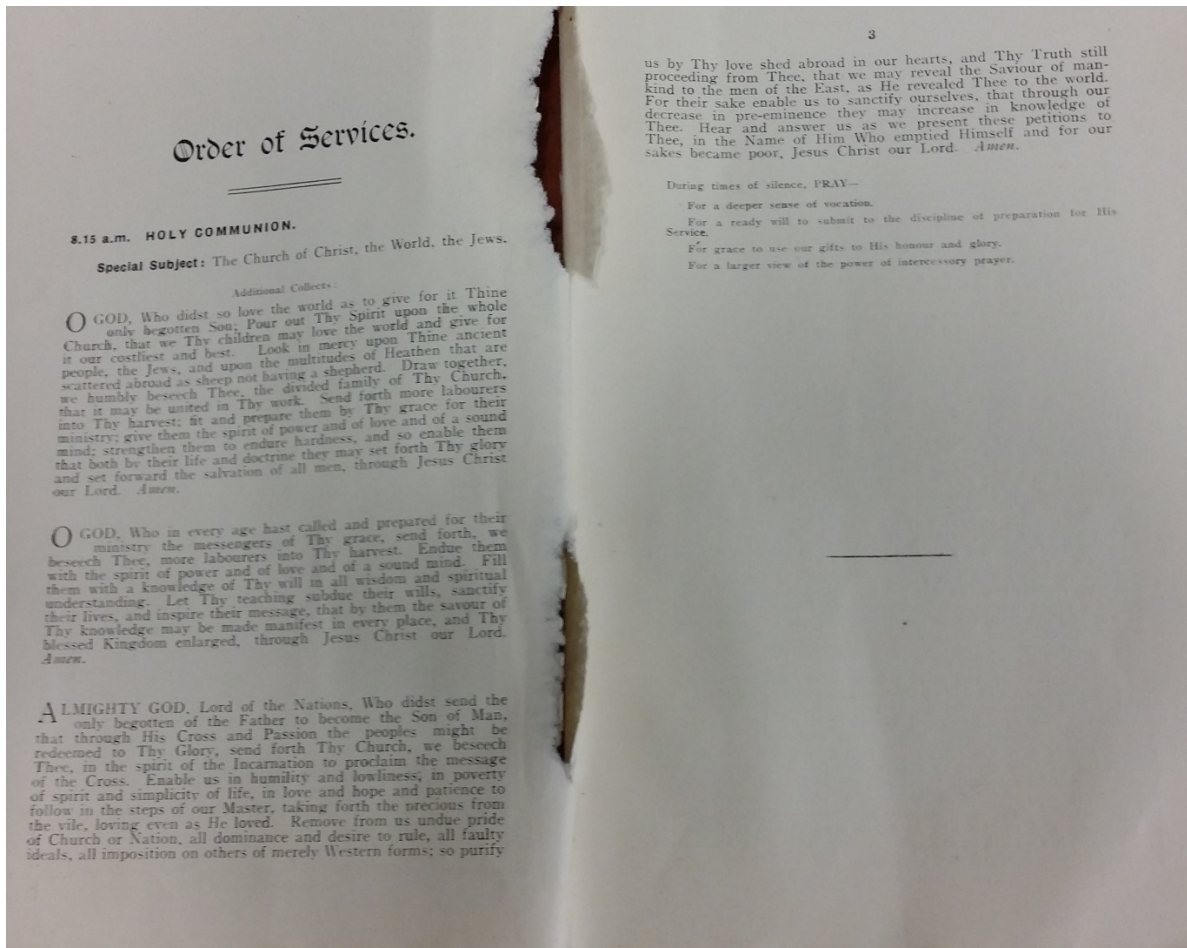 Order of Services.
8.15 a.m. HOLY COMMUNION.
Special Subject: The Church of Christ, the World, the Jews.
Additional Collects:
O GOD, Who didst so love the world as to give for it Thine
only begotten Son; Pour out Thy Spirit upon the whole
Church, that we Thy children may love the world and give for
it our costliest and best. Look in mercy upon Thine ancient
people, the Jews, and upon the multitudes of Heathen that are
scattered abroad as sheep not having a shepherd. Draw together,
we humbly beseech Thee, the divided family of Thy Church,
that it may be united in Thy work. Send forth more labourers
into Thy harvest; fit and prepare them by Thy grace for their
ministry; give them the spirit of power and of love and of a sound
mind; strengthen them to endure hardness, and so enable them
that both by their life and doctrine they may set forth Thy glory
and set forward the salvation of all men, through Jesus Christ
our Lord. Amen.
O GOD, Who in every age hast called and prepared for their
ministry the messengers of Thy grace, send forth, we
beseech Thee, more labourers into Thy harvest. Endue them
with the spirit of power and of love and of a sound mind. Fill
them with a knowledge of Thy will in all wisdom and spiritual
understanding. Let Thy teaching subdue their wills, sanctify
their lives, and inspire their message, that by them the savour of
Thy knowledge may be made manifest in every place, and Thy
blessed Kingdom enlarged, through Jesus Christ our Lord.
Amen.
ALMIGHTY GOD, Lord of the Nations, Who didst send the
only begotten of the Father to become the Son of Man,
that through His Cross and Passion the peoples might be
redeemed to Thy Glory, send forth Thy Church, we beseech
Thee, in the spirit of the Incarnation to proclaim the message
of the Cross. Enable us in humility and lowliness, in poverty
of spirit and simplicity of life, in love and hope and patience to
follow in the steps of our Master, taking forth the precious from
the vile, loving even as He loved. Remove from us undue pride
of Church or Nation, all dominance and desire to rule, all faulty
ideals, all imposition on others of merely Western forms; so purify
3
us by Thy love shed abroad in our hearts, and Thy Truth still
proceeding from Thee, that we may reveal the Saviour of man-
kind to the men of the East, as He revealed Thee to the world.
For their sake enable us to sanctify ourselves, that through our
decrease in pre-eminence they may increase in knowledge of
Thee. Hear and answer us as we present these petitions to
Thee, in the Name of Him Who emptied Himself and for our
sakes became poor, Jesus Christ our Lord. Amen.
During times of silence, PRAY—
For a deeper sense of vocation.
For a ready will to submit to the discipline of preparation for His
Service.
For grace to use our gifts to His honour and glory.
For a larger view of the power of intercessory prayer.